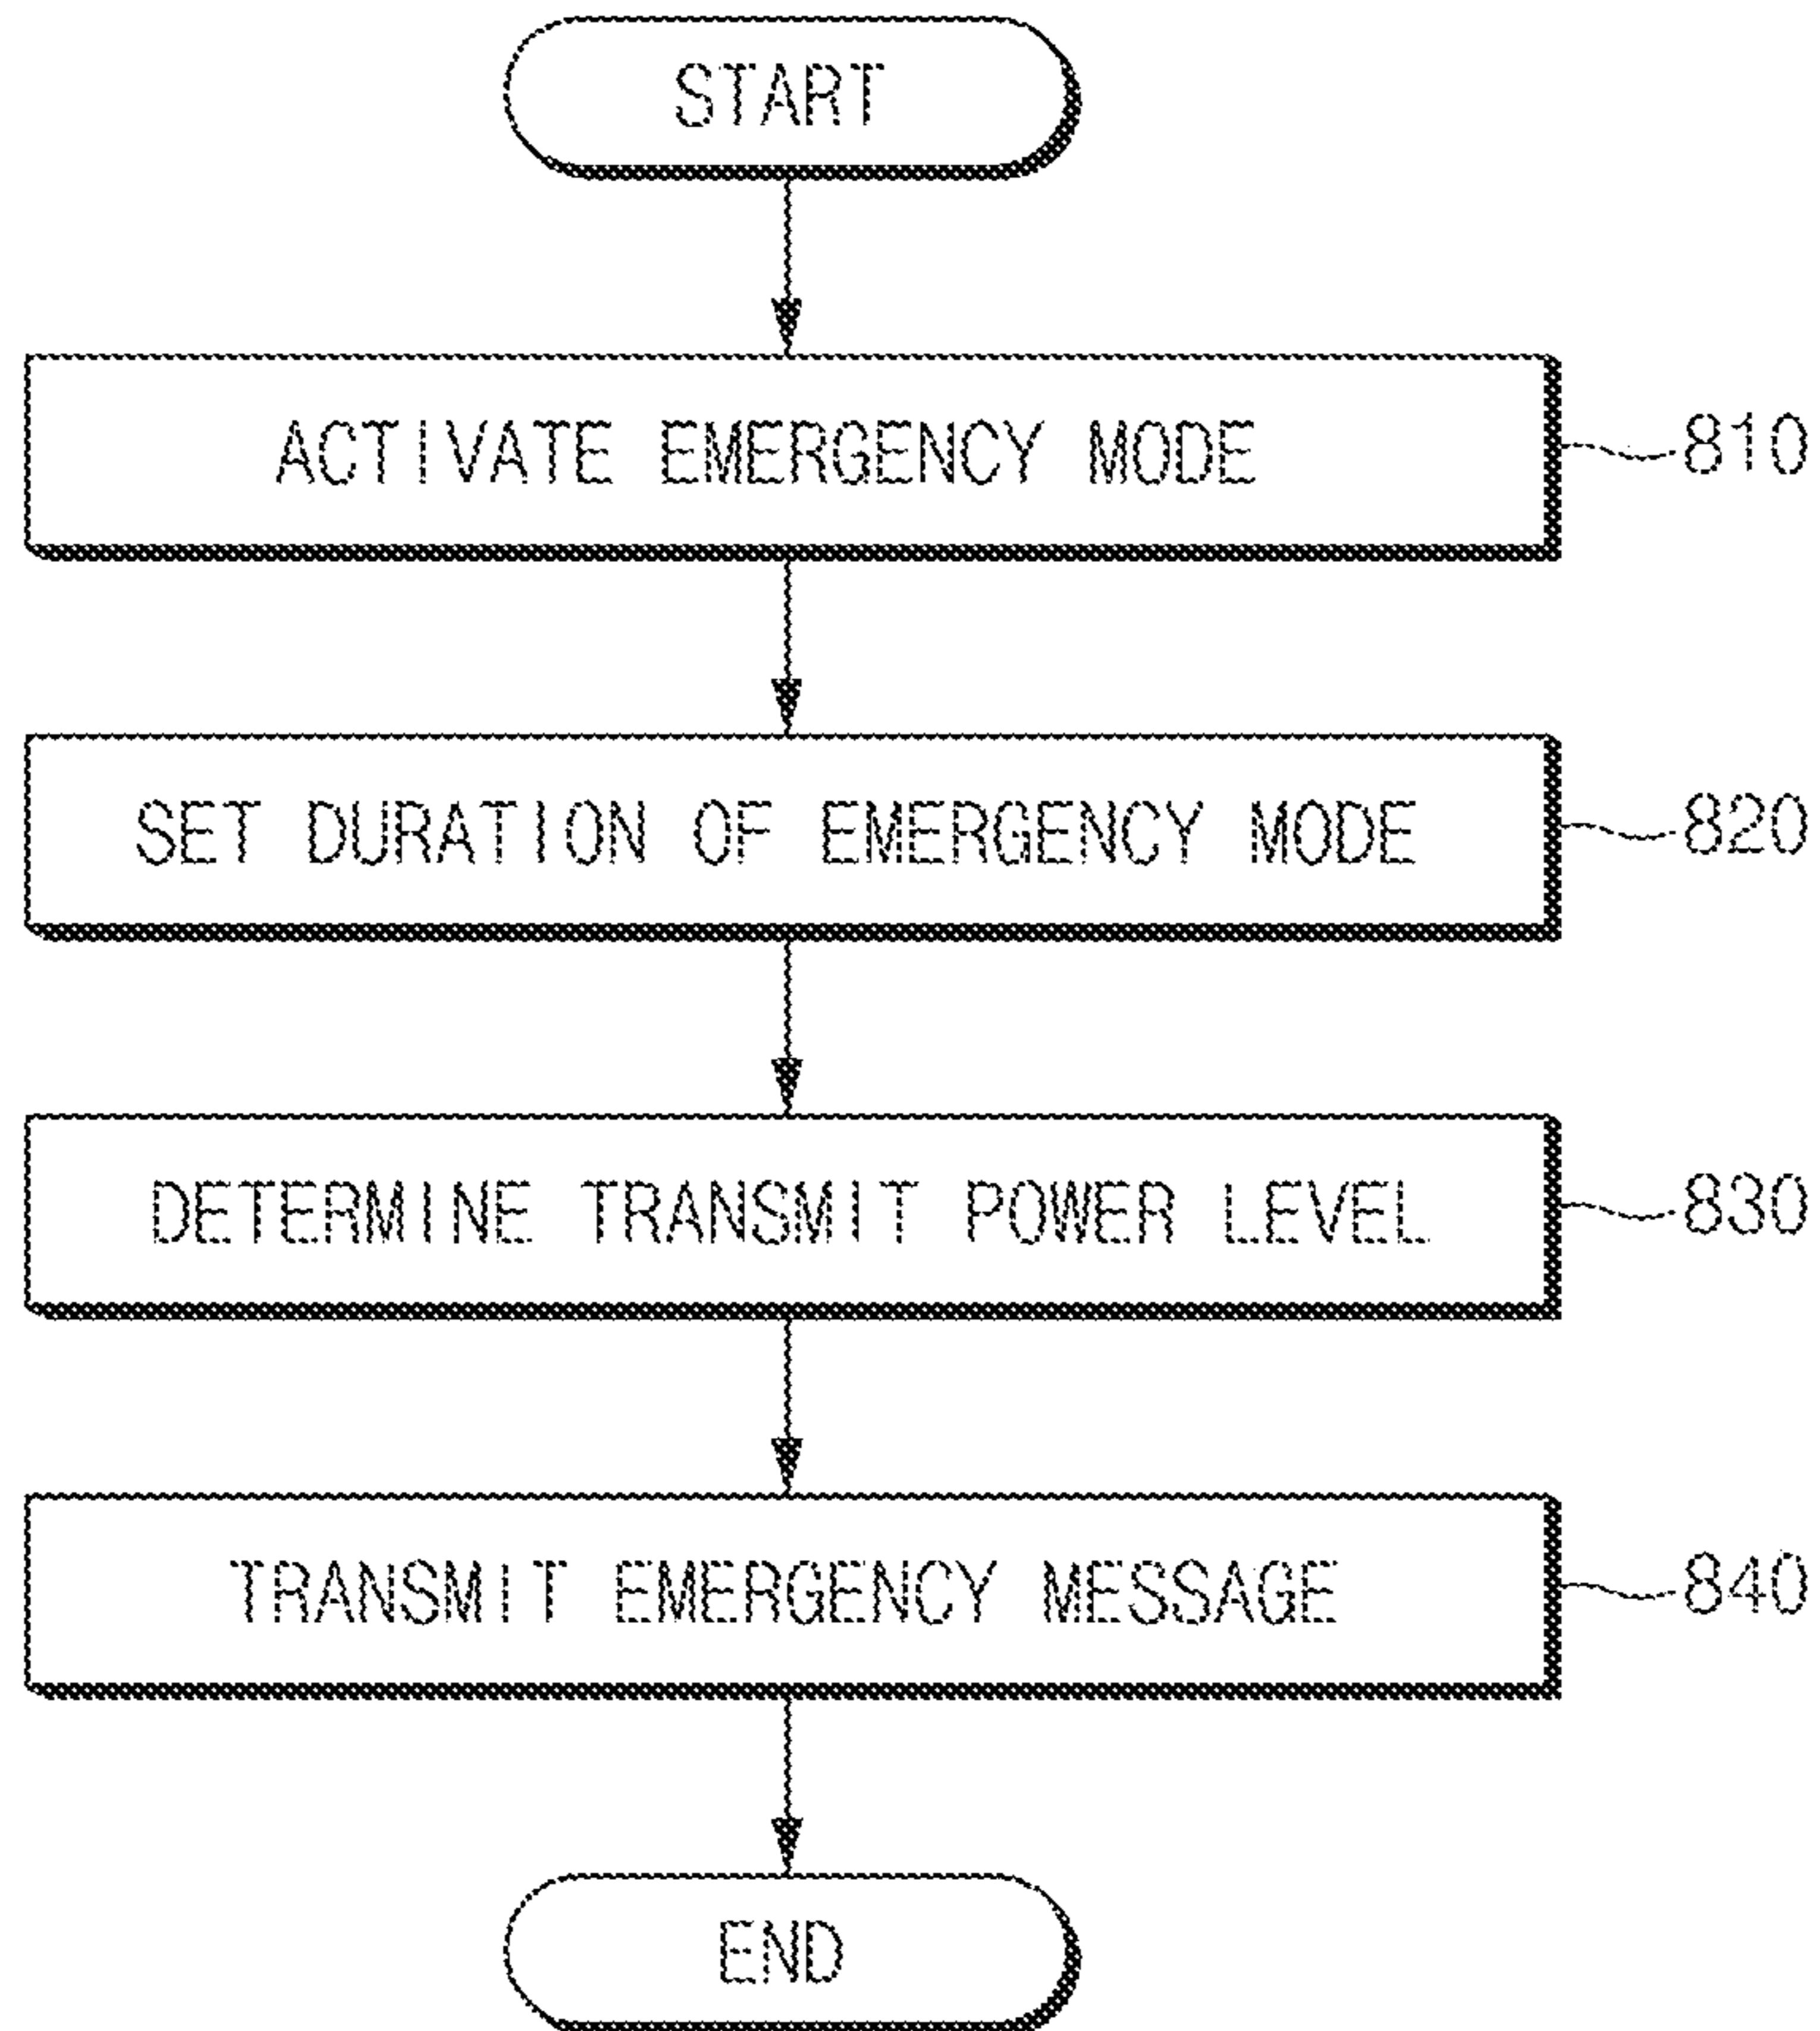 START
ACTIVATE EMERGENCY MODE
810
SET DURATION OF EMERGENCY MODE
820
DETERMINE TRANSMIT POWER LEVEL
830
TRANSMIT EMERGENCY MESSAGE
840
END